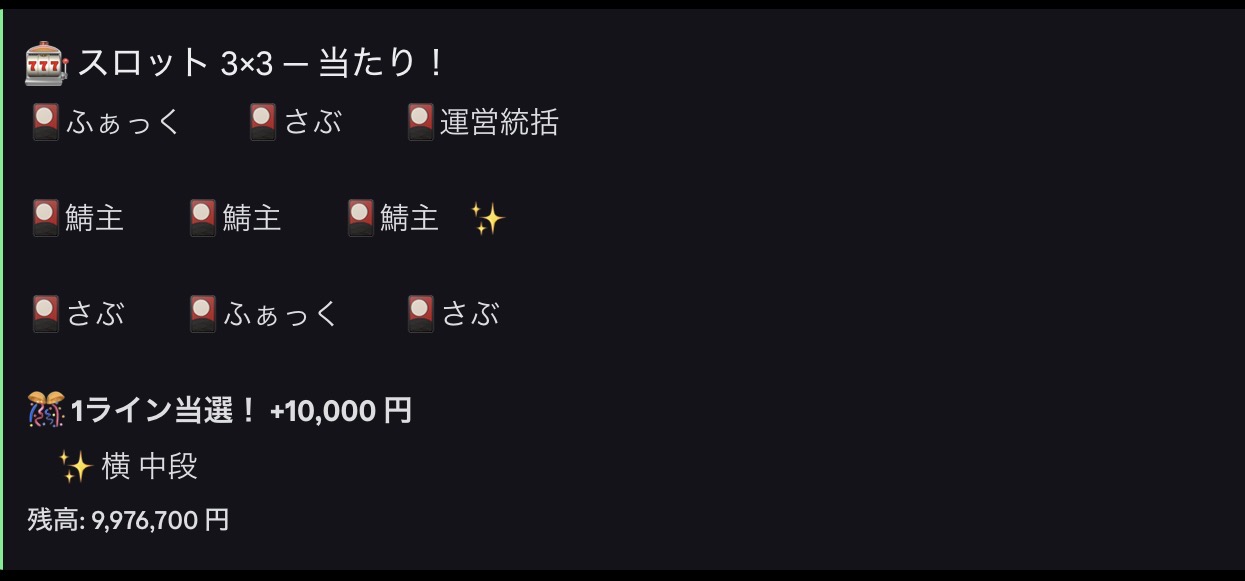 🎰 スロット 3×3 — 当たり！
🎴ふぁっく 🎴さぶ 🎴運営統括
🎴鯖主 🎴鯖主 🎴鯖主 ✨
🎴さぶ 🎴ふぁっく 🎴さぶ
🎊1ライン当選！ +10,000 円
✨ 横 中段
残高: 9,976,700 円